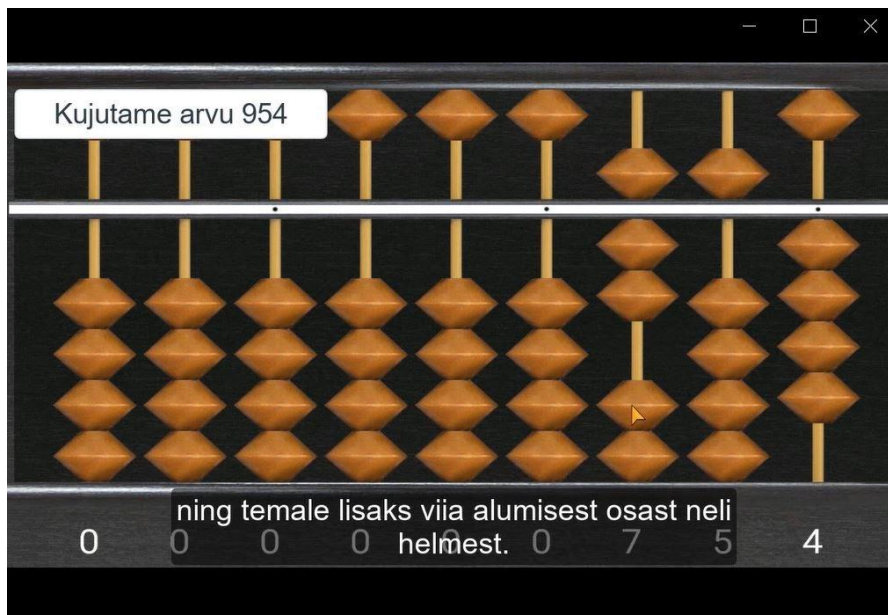 Kujutame arvu 954
ning temale lisaks viia alumisest osast neli
helmest.
0 0 0 0 0 0 7 5 4